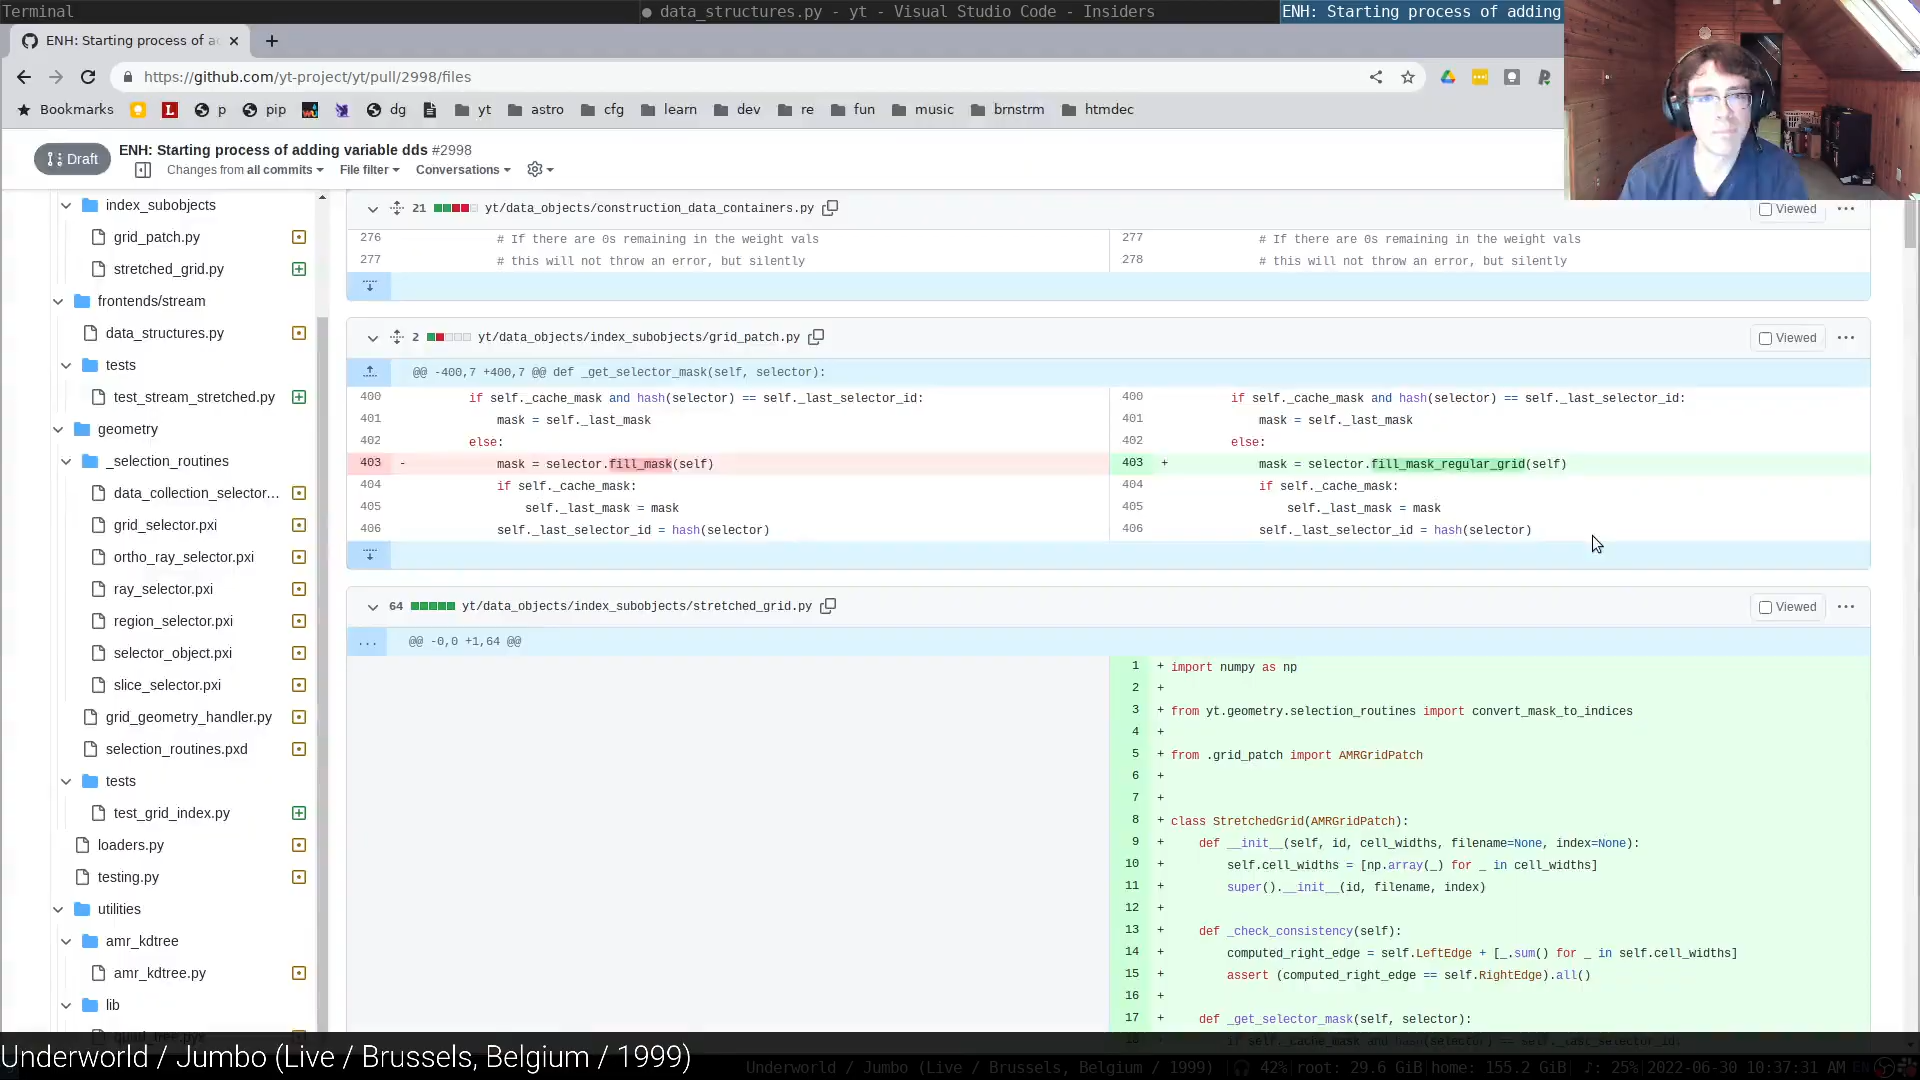 Terminal
● data_structures.py - yt - Visual Studio Code - Insiders
ENH: Starting process of adding
ENH: Starting process of a
https://github.com/yt-project/yt/pull/2998/files
Bookmarks
L
p
pip
dg
yt
astro
cfg
learn
dev
re
fun
music
brnstrm
htmdec
Draft
ENH: Starting process of adding variable dds #2998
Changes from all commits
File filter
Conversations
index_subobjects
grid_patch.py
stretched_grid.py
frontends/stream
data_structures.py
tests
test_stream_stretched.py
geometry
_selection_routines
data_collection_selector...
grid_selector.pxi
ortho_ray_selector.pxi
ray_selector.pxi
region_selector.pxi
selector_object.pxi
slice_selector.pxi
grid_geometry_handler.py
selection_routines.pxd
tests
test_grid_index.py
loaders.py
testing.py
utilities
amr_kdtree
amr_kdtree.py
lib
quad_tree.pyx
21 yt/data_objects/construction_data_containers.py
Viewed
276 # If there are 0s remaining in the weight vals 277 # If there are 0s remaining in the weight vals
277 # this will not throw an error, but silently 278 # this will not throw an error, but silently
2 yt/data_objects/index_subobjects/grid_patch.py
Viewed
@@ -400,7 +400,7 @@ def _get_selector_mask(self, selector):
400 if self._cache_mask and hash(selector) == self._last_selector_id: 400 if self._cache_mask and hash(selector) == self._last_selector_id:
401 mask = self._last_mask 401 mask = self._last_mask
402 else: 402 else:
403 - mask = selector.fill_mask(self) 403 + mask = selector.fill_mask_regular_grid(self)
404 if self._cache_mask: 404 if self._cache_mask:
405 self._last_mask = mask 405 self._last_mask = mask
406 self._last_selector_id = hash(selector) 406 self._last_selector_id = hash(selector)
64 yt/data_objects/index_subobjects/stretched_grid.py
Viewed
... @@ -0,0 +1,64 @@
1 + import numpy as np
2 +
3 + from yt.geometry.selection_routines import convert_mask_to_indices
4 +
5 + from .grid_patch import AMRGridPatch
6 +
7 +
8 + class StretchedGrid(AMRGridPatch):
9 + def __init__(self, id, cell_widths, filename=None, index=None):
10 + self.cell_widths = [np.array(_) for _ in cell_widths]
11 + super().__init__(id, filename, index)
12 +
13 + def _check_consistency(self):
14 + computed_right_edge = self.LeftEdge + [_.sum() for _ in self.cell_widths]
15 + assert (computed_right_edge == self.RightEdge).all()
16 +
17 + def _get_selector_mask(self, selector):
18 + if self._cache_mask and hash(selector) == self._last_selector_id:
Underworld / Jumbo (Live / Brussels, Belgium / 1999)
Underworld / Jumbo (Live / Brussels, Belgium / 1999) 42% root: 29.6 GiB home: 155.2 GiB ♪: 25% 2022-06-30 10:37:31 AM EN